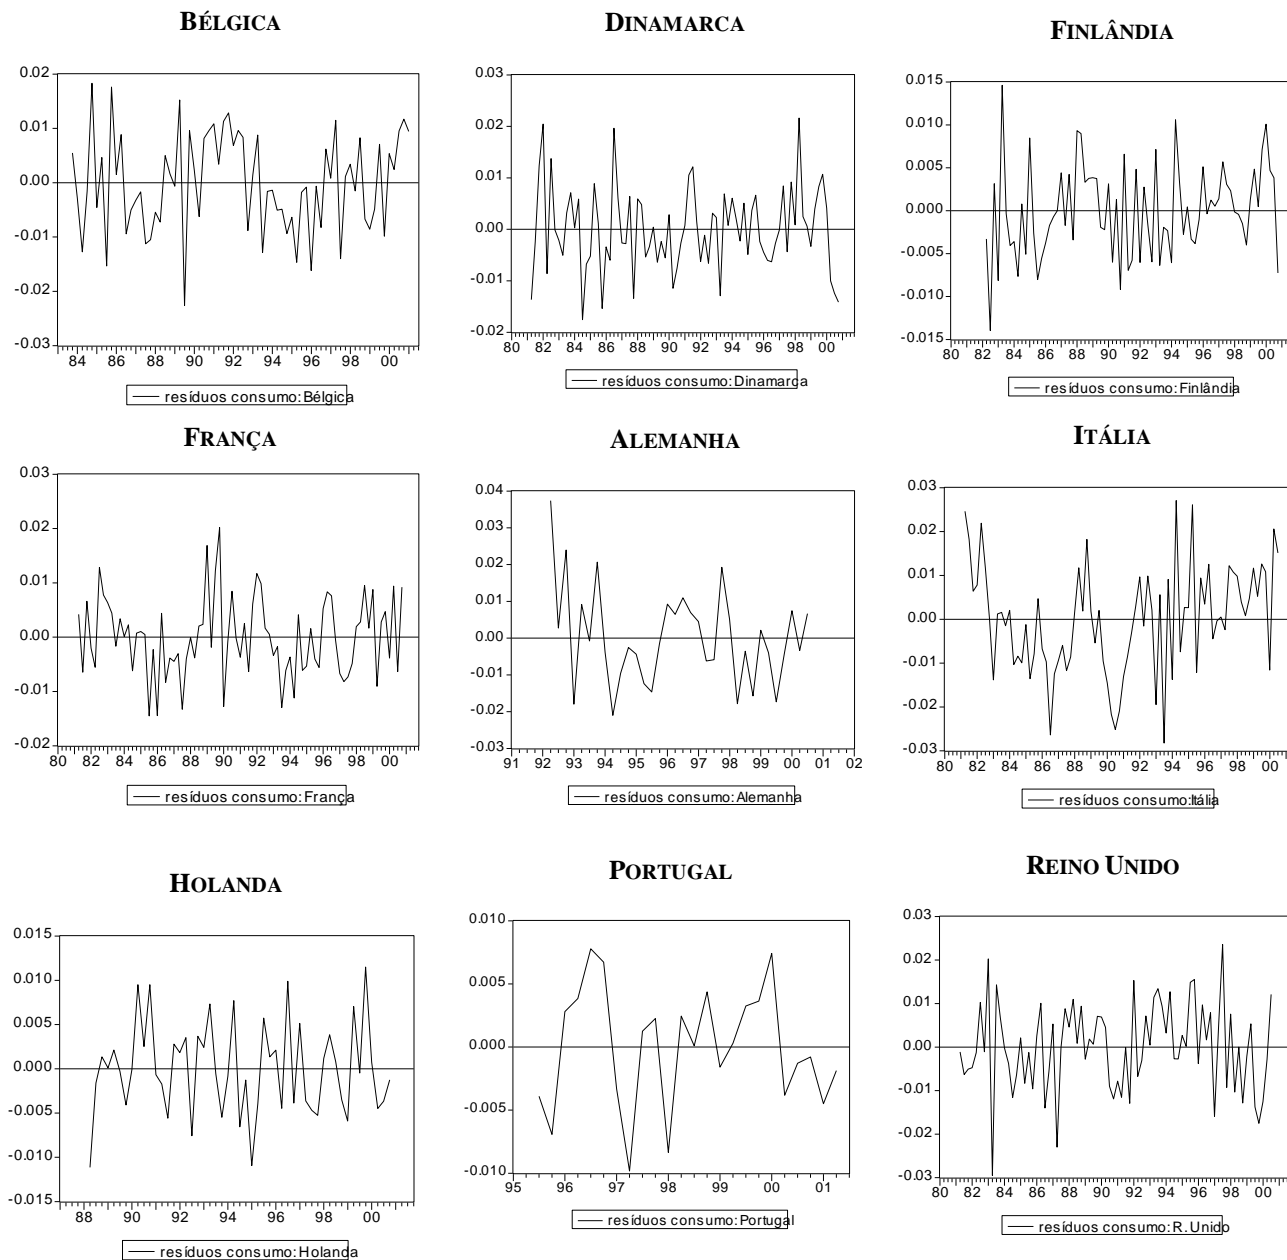 BÉLGICA
0.02
0.01
0.00
-0.01
-0.02
-0.03
84 86 88 90 92 94 96 98 00
resíduos consumo:Bélgica
DINAMARCA
0.03
0.02
0.01
0.00
-0.01
-0.02
80 82 84 86 88 90 92 94 96 98 00
resíduos consumo:Dinamarca
FINLÂNDIA
0.015
0.010
0.005
0.000
-0.005
-0.010
-0.015
80 82 84 86 88 90 92 94 96 98 00
resíduos consumo:Finlândia
FRANÇA
0.03
0.02
0.01
0.00
-0.01
-0.02
80 82 84 86 88 90 92 94 96 98 00
resíduos consumo:França
ALEMANHA
0.04
0.03
0.02
0.01
0.00
-0.01
-0.02
-0.03
91 92 93 94 95 96 97 98 99 00 01 02
resíduos consumo:Alemanha
ITÁLIA
0.03
0.02
0.01
0.00
-0.01
-0.02
-0.03
80 82 84 86 88 90 92 94 96 98 00
resíduos consumo:Itália
HOLANDA
0.015
0.010
0.005
0.000
-0.005
-0.010
-0.015
88 90 92 94 96 98 00
resíduos consumo:Holanda
PORTUGAL
0.010
0.005
0.000
-0.005
-0.010
95 96 97 98 99 00 01
resíduos consumo:Portugal
REINO UNIDO
0.03
0.02
0.01
0.00
-0.01
-0.02
-0.03
80 82 84 86 88 90 92 94 96 98 00
resíduos consumo:R.Unido